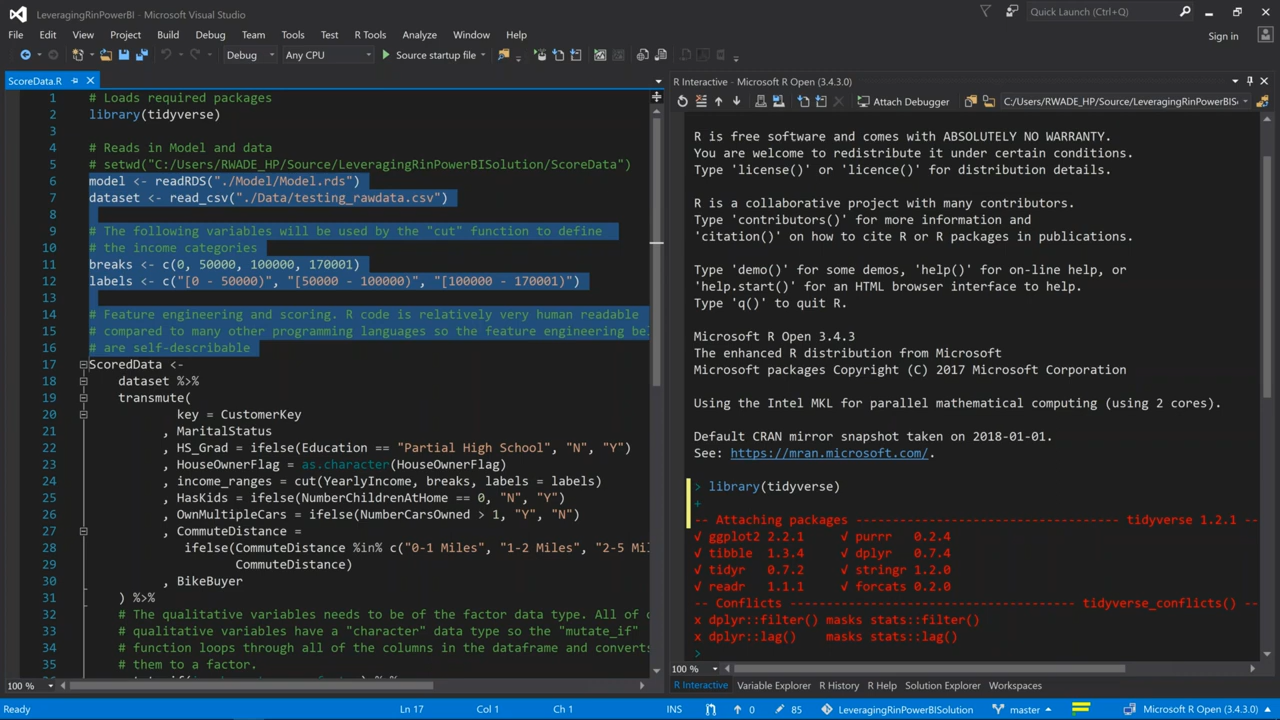 LeveragingRinPowerBI - Microsoft Visual Studio
Quick Launch (Ctrl+Q)
File Edit View Project Build Debug Team Tools Test R Tools Analyze Window Help
Sign in
Debug Any CPU Source startup file
ScoreData.R
1 # Loads required packages
2 library(tidyverse)
3
4 # Reads in Model and data
5 # setwd("C:/Users/RWADE_HP/Source/LeveragingRinPowerBISolution/ScoreData")
6 model <- readRDS("./Model/Model.rds")
7 dataset <- read_csv("./Data/testing_rawdata.csv")
8
9 # The following variables will be used by the "cut" function to define
10 # the income categories
11 breaks <- c(0, 50000, 100000, 170001)
12 labels <- c("[0 - 50000)", "[50000 - 100000)", "[100000 - 170001)")
13
14 # Feature engineering and scoring. R code is relatively very human readable
15 # compared to many other programming languages so the feature engineering be
16 # are self-describable
17 ScoredData <-
18 dataset %>%
19 transmute(
20 key = CustomerKey
21 , MaritalStatus
22 , HS_Grad = ifelse(Education == "Partial High School", "N", "Y")
23 , HouseOwnerFlag = as.character(HouseOwnerFlag)
24 , income_ranges = cut(YearlyIncome, breaks, labels = labels)
25 , HasKids = ifelse(NumberChildrenAtHome == 0, "N", "Y")
26 , OwnMultipleCars = ifelse(NumberCarsOwned > 1, "Y", "N")
27 , CommuteDistance =
28 ifelse(CommuteDistance %in% c("0-1 Miles", "1-2 Miles", "2-5 Mil
29 CommuteDistance)
30 , BikeBuyer
31 ) %>%
32 # The qualitative variables needs to be of the factor data type. All of
33 # qualitative variables have a "character" data type so the "mutate_if"
34 # function loops through all of the columns in the dataframe and converts
35 # them to a factor.
100 %
R Interactive - Microsoft R Open (3.4.3.0)
Attach Debugger C:/Users/RWADE_HP/Source/LeveragingRinPowerBIS
R is free software and comes with ABSOLUTELY NO WARRANTY.
You are welcome to redistribute it under certain conditions.
Type 'license()' or 'licence()' for distribution details.
R is a collaborative project with many contributors.
Type 'contributors()' for more information and
'citation()' on how to cite R or R packages in publications.
Type 'demo()' for some demos, 'help()' for on-line help, or
'help.start()' for an HTML browser interface to help.
Type 'q()' to quit R.
Microsoft R Open 3.4.3
The enhanced R distribution from Microsoft
Microsoft packages Copyright (C) 2017 Microsoft Corporation
Using the Intel MKL for parallel mathematical computing (using 2 cores).
Default CRAN mirror snapshot taken on 2018-01-01.
See: https://mran.microsoft.com/.
> library(tidyverse)
+
-- Attaching packages --------------------------------------- tidyverse 1.2.1 --
√ ggplot2 2.2.1 √ purrr 0.2.4
√ tibble 1.3.4 √ dplyr 0.7.4
√ tidyr 0.7.2 √ stringr 1.2.0
√ readr 1.1.1 √ forcats 0.2.0
-- Conflicts ------------------------------------------ tidyverse_conflicts() --
x dplyr::filter() masks stats::filter()
x dplyr::lag() masks stats::lag()
>
100 %
R Interactive Variable Explorer R History R Help Solution Explorer Workspaces
Ready Ln 17 Col 1 Ch 1 INS 0 85 LeveragingRinPowerBISolution master Microsoft R Open (3.4.3.0)